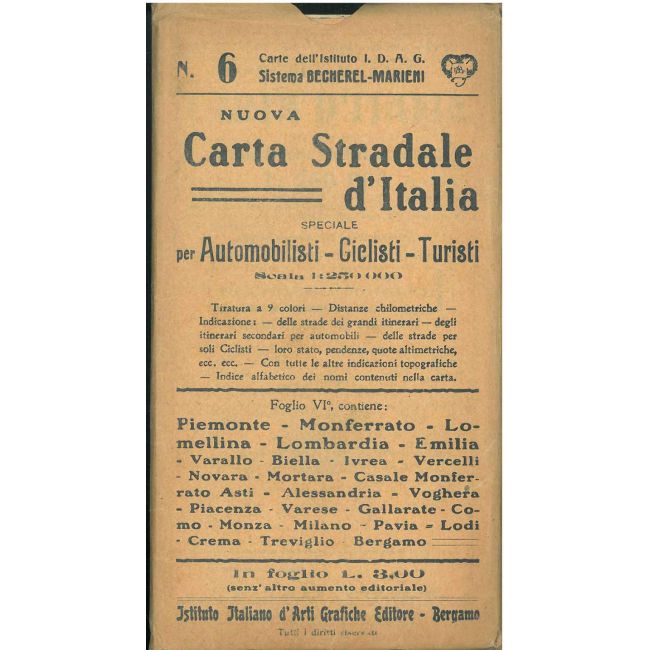 N. 6 Carte dell'Istituto I. D. A. G.
Sistema BECHEREL-MARIENI
NUOVA
Carta Stradale
d'Italia
SPECIALE
per Automobilisti - Ciclisti - Turisti
Scala 1:250 000
Tiratura a 9 colori — Distanze chilometriche —
Indicazione: — delle strade dei grandi itinerari — degli
itinerari secondari per automobili — delle strade per
soli Ciclisti — loro stato, pendenze, quote altimetriche,
ecc. ecc. — Con tutte le altre indicazioni topografiche
— Indice alfabetico dei nomi contenuti nella carta.
Foglio VI°, contiene:
Piemonte - Monferrato - Lo-
mellina - Lombardia - Emilia
- Varallo - Biella - Ivrea - Vercelli
- Novara - Mortara - Casale Monfer-
rato Asti - Alessandria - Voghera
- Piacenza - Varese - Gallarate - Co-
mo - Monza - Milano - Pavia - Lodi
- Crema - Treviglio - Bergamo
In foglio L. 3,00
(senz' altro aumento editoriale)
Istituto Italiano d'Arti Grafiche Editore - Bergamo
Tutti i diritti riservati